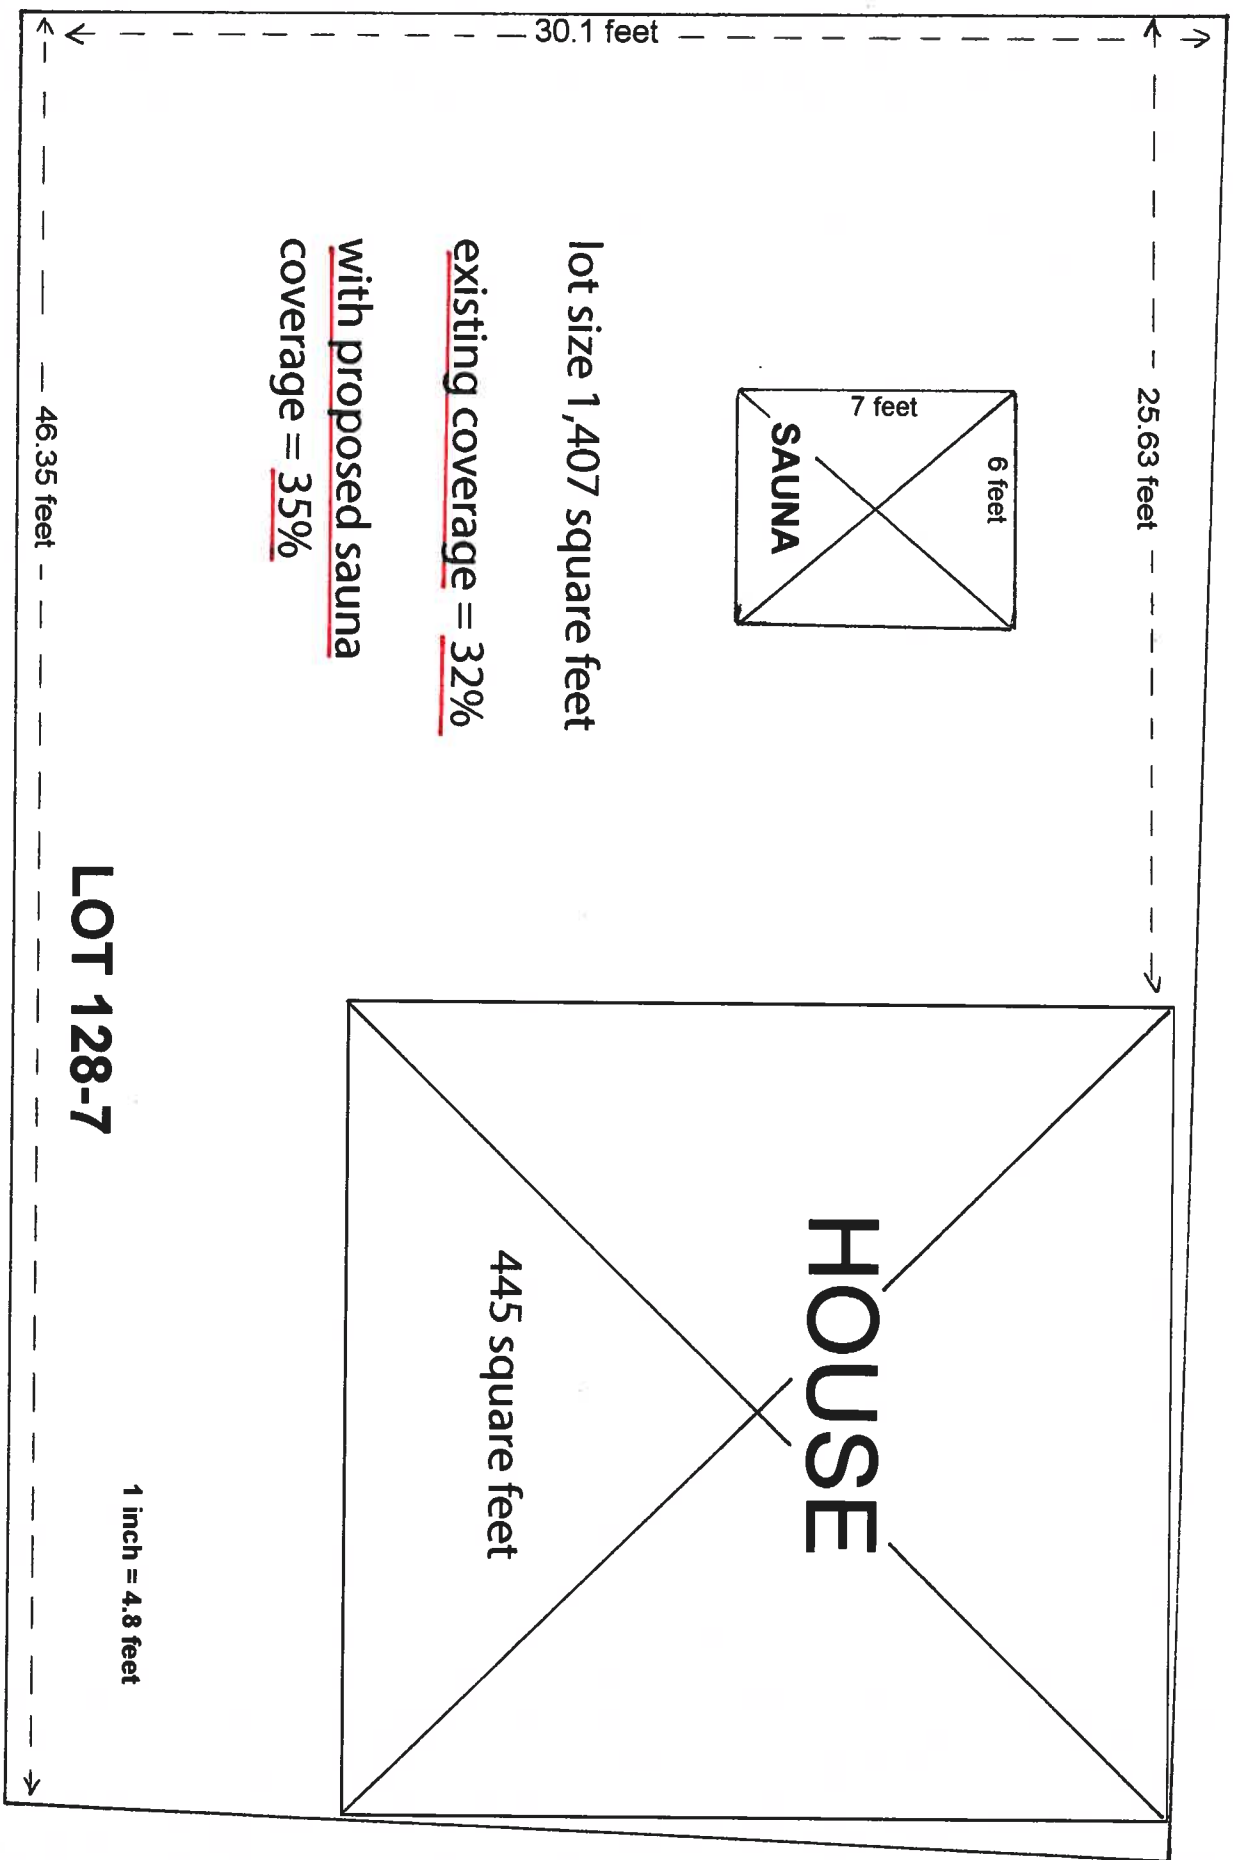 30.1 feet
25.63 feet
6 feet
7 feet
SAUNA
lot size 1,407 square feet
existing coverage = 32%
with proposed sauna
coverage = 35%
46.35 feet
HOUSE
445 square feet
LOT 128-7
1 inch = 4.8 feet